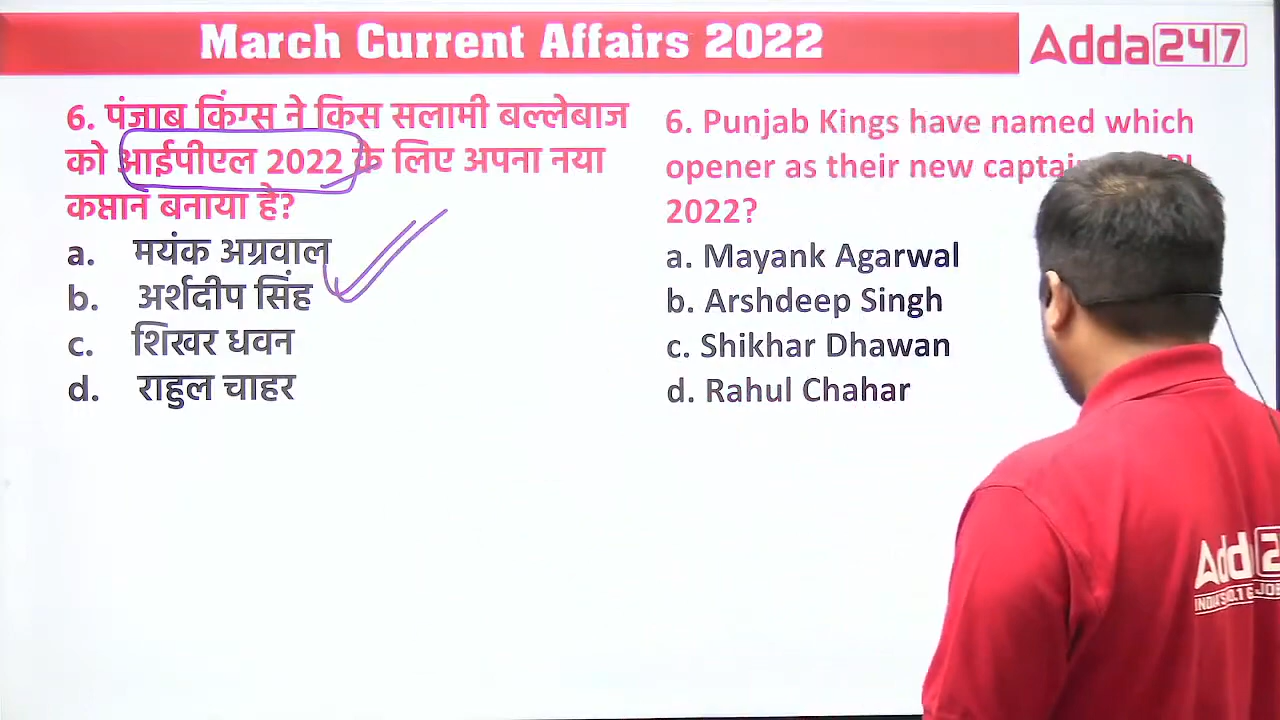 March Current Affairs 2022
Adda247
6. पंजाब किंग्स ने किस सलामी बल्लेबाज
को आईपीएल 2022 के लिए अपना नया
कप्तान बनाया है?
a. मयंक अग्रवाल
b. अर्शदीप सिंह
c. शिखर धवन
d. राहुल चाहर
6. Punjab Kings have named which
opener as their new captain
2022?
a. Mayank Agarwal
b. Arshdeep Singh
c. Shikhar Dhawan
d. Rahul Chahar